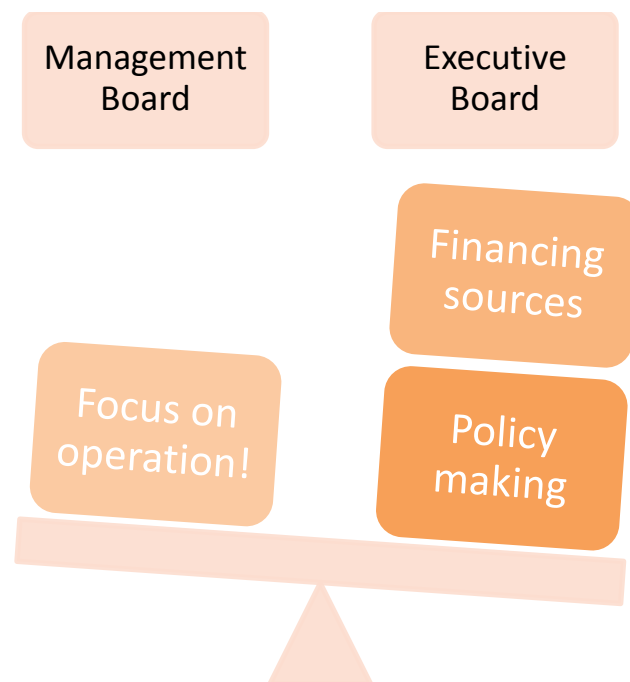 Management
Board
Executive
Board
Financing
sources
Focus on
operation!
Policy
making